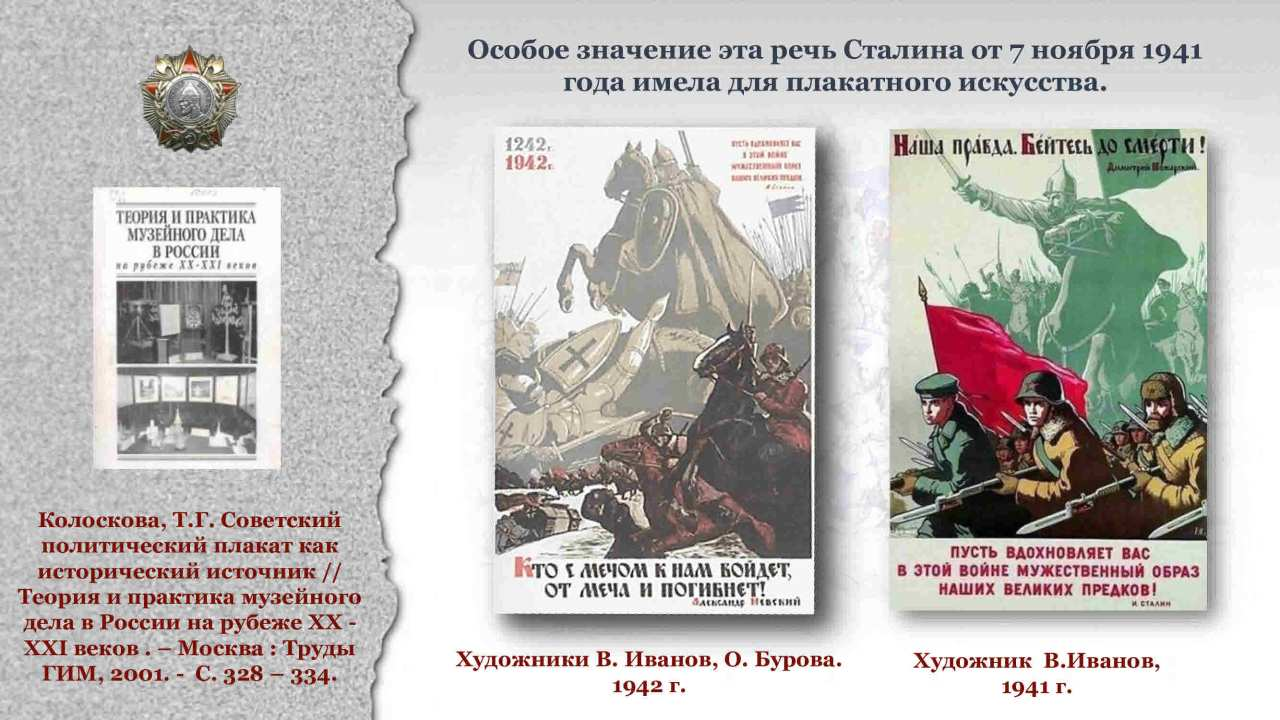 Особое значение эта речь Сталина от 7 ноября 1941
года имела для плакатного искусства.
ТЕОРИЯ И ПРАКТИКА
МУЗЕЙНОГО ДЕЛА
В РОССИИ
на рубеже XX-XXI веков
Колоскова, Т.Г. Советский
политический плакат как
исторический источник //
Теория и практика музейного
дела в России на рубеже XX -
XXI веков . – Москва : Труды
ГИМ, 2001. - С. 328 – 334.
1242г.
1942г.
ПУСТЬ ВДОХНОВЛЯЕТ ВАС
В ЭТОЙ ВОЙНЕ
МУЖЕСТВЕННЫЙ ОБРАЗ
НАШИХ ВЕЛИКИХ ПРЕДКОВ!
И. Сталин
КТО С МЕЧОМ К НАМ ВОЙДЕТ,
ОТ МЕЧА И ПОГИБНЕТ!
Александр Невский
Художники В. Иванов, О. Бурова.
1942 г.
НАША ПРАВДА. БЕЙТЕСЬ ДО СМЕРТИ!
Димитрий Пожарский.
ПУСТЬ ВДОХНОВЛЯЕТ ВАС
В ЭТОЙ ВОЙНЕ МУЖЕСТВЕННЫЙ ОБРАЗ
НАШИХ ВЕЛИКИХ ПРЕДКОВ!
И. СТАЛИН
Художник В.Иванов,
1941 г.